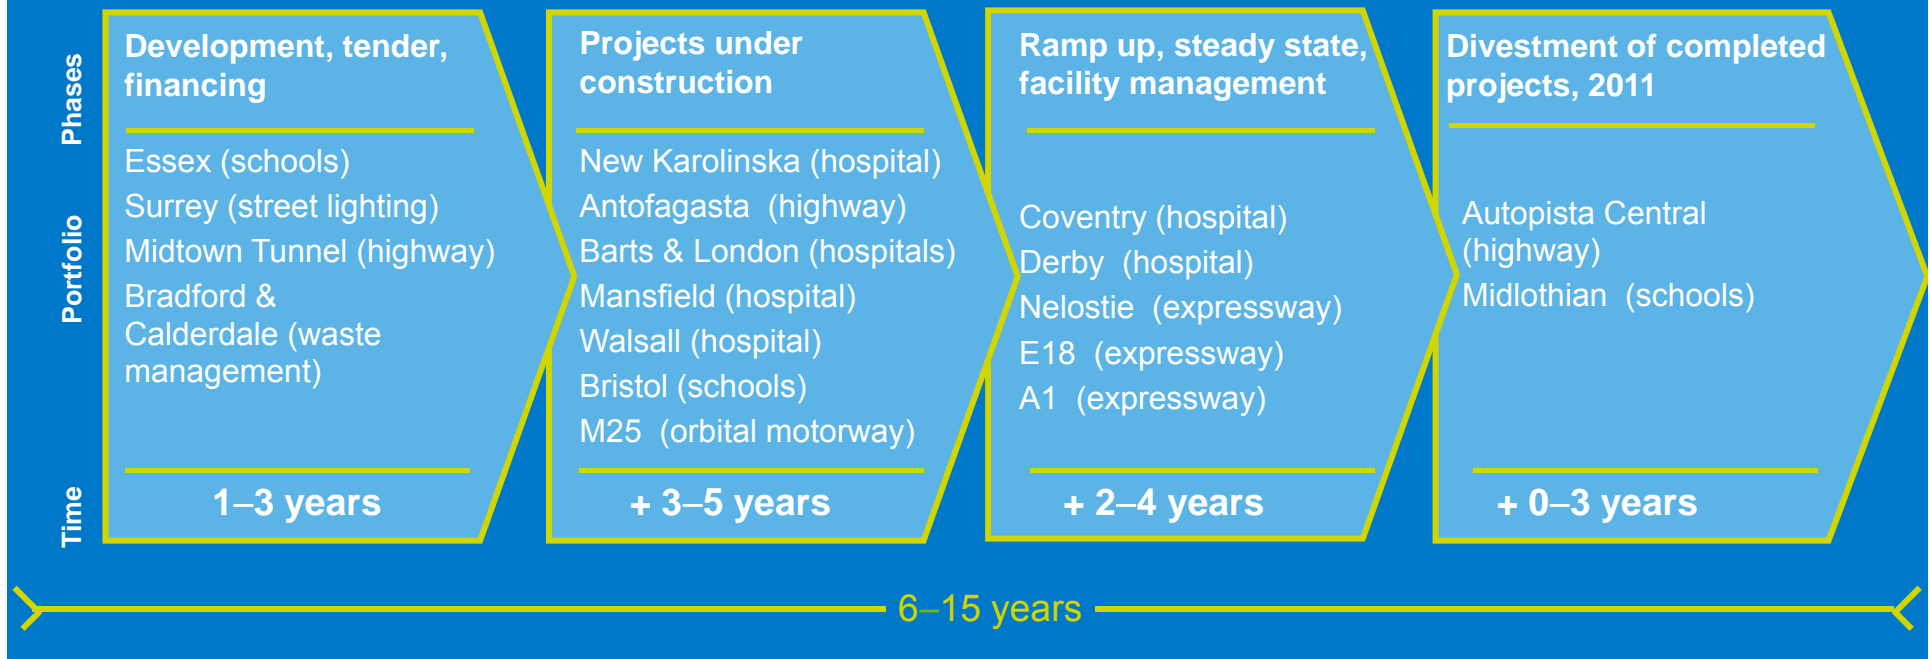 Phases
Development, tender,
financing
Projects under
construction
Ramp up, steady state,
facility management
Divestment of completed
projects, 2011
Portfolio
Essex (schools)
Surrey (street lighting)
Midtown Tunnel (highway)
Bradford &
Calderdale (waste
management)
New Karolinska (hospital)
Antofagasta (highway)
Barts & London (hospitals)
Mansfield (hospital)
Walsall (hospital)
Bristol (schools)
M25 (orbital motorway)
Coventry (hospital)
Derby (hospital)
Nelostie (expressway)
E18 (expressway)
A1 (expressway)
Autopista Central
(highway)
Midlothian (schools)
Time
1–3 years
+ 3–5 years
+ 2–4 years
+ 0–3 years
6–15 years